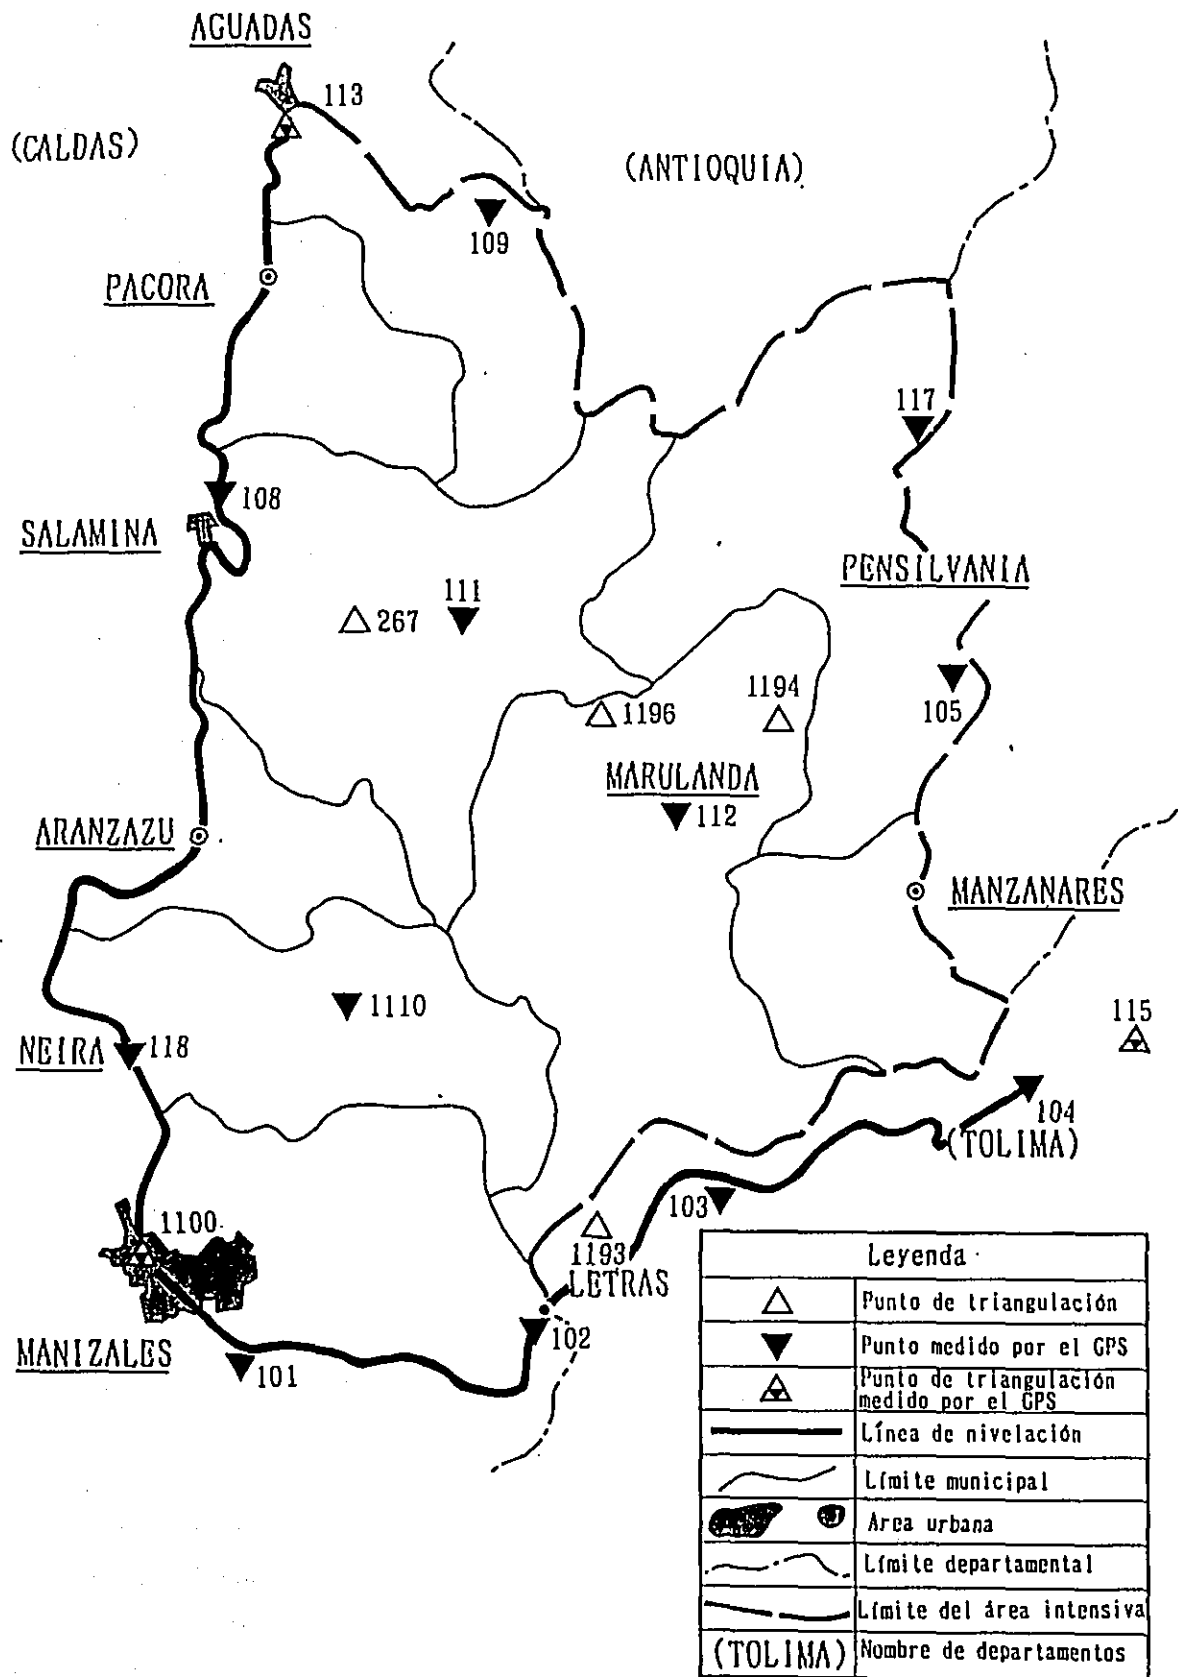 AGUADAS
113
(CALDAS)
(ANTIOQUIA)
109
PACORA
117
108
SALAMINA
PENSILVANIA
111
267
1194
1196
105
MARULANDA
112
ARANZAZU
MANZANARES
1110
115
NEIRA
118
104
(TOLIMA)
103
1100
1193
LETRAS
102
MANIZALES
101
Leyenda
Punto de triangulación
Punto medido por el GPS
Punto de triangulación
medido por el GPS
Línea de nivelación
Límite municipal
Area urbana
Límite departamental
Límite del área intensiva
(TOLIMA) Nombre de departamentos